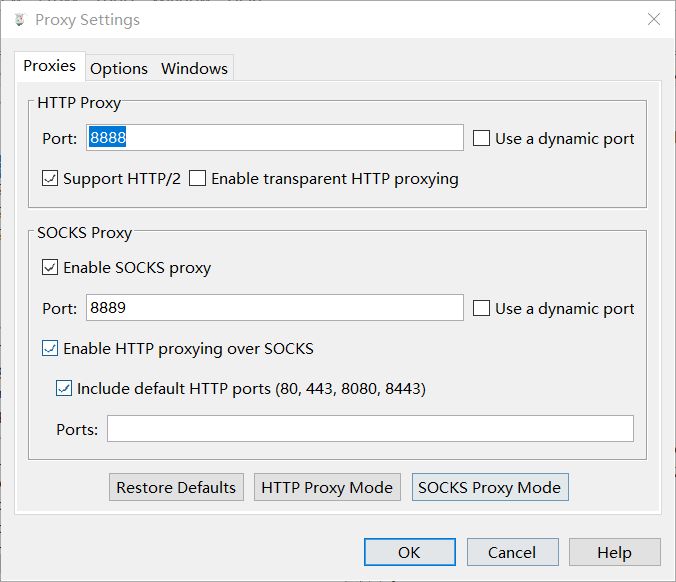 Proxy Settings
Proxies Options Windows
HTTP Proxy
Port: 8888 Use a dynamic port
Support HTTP/2 Enable transparent HTTP proxying
SOCKS Proxy
Enable SOCKS proxy
Port: 8889 Use a dynamic port
Enable HTTP proxying over SOCKS
Include default HTTP ports (80, 443, 8080, 8443)
Ports:
Restore Defaults HTTP Proxy Mode SOCKS Proxy Mode
OK Cancel Help